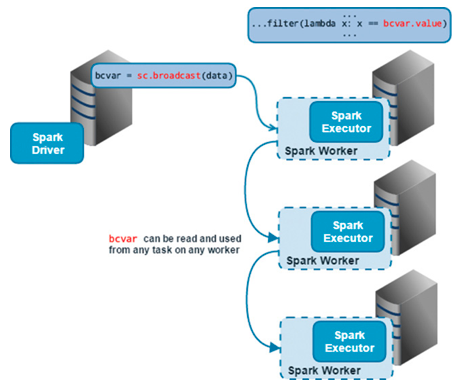 ...
...filter(lambda x: x == bcvar.value)
...
bcvar = sc.broadcast(data)
Spark
Driver
Spark
Executor
Spark Worker
bcvar can be read and used
from any task on any worker
Spark
Executor
Spark Worker
Spark
Executor
Spark Worker